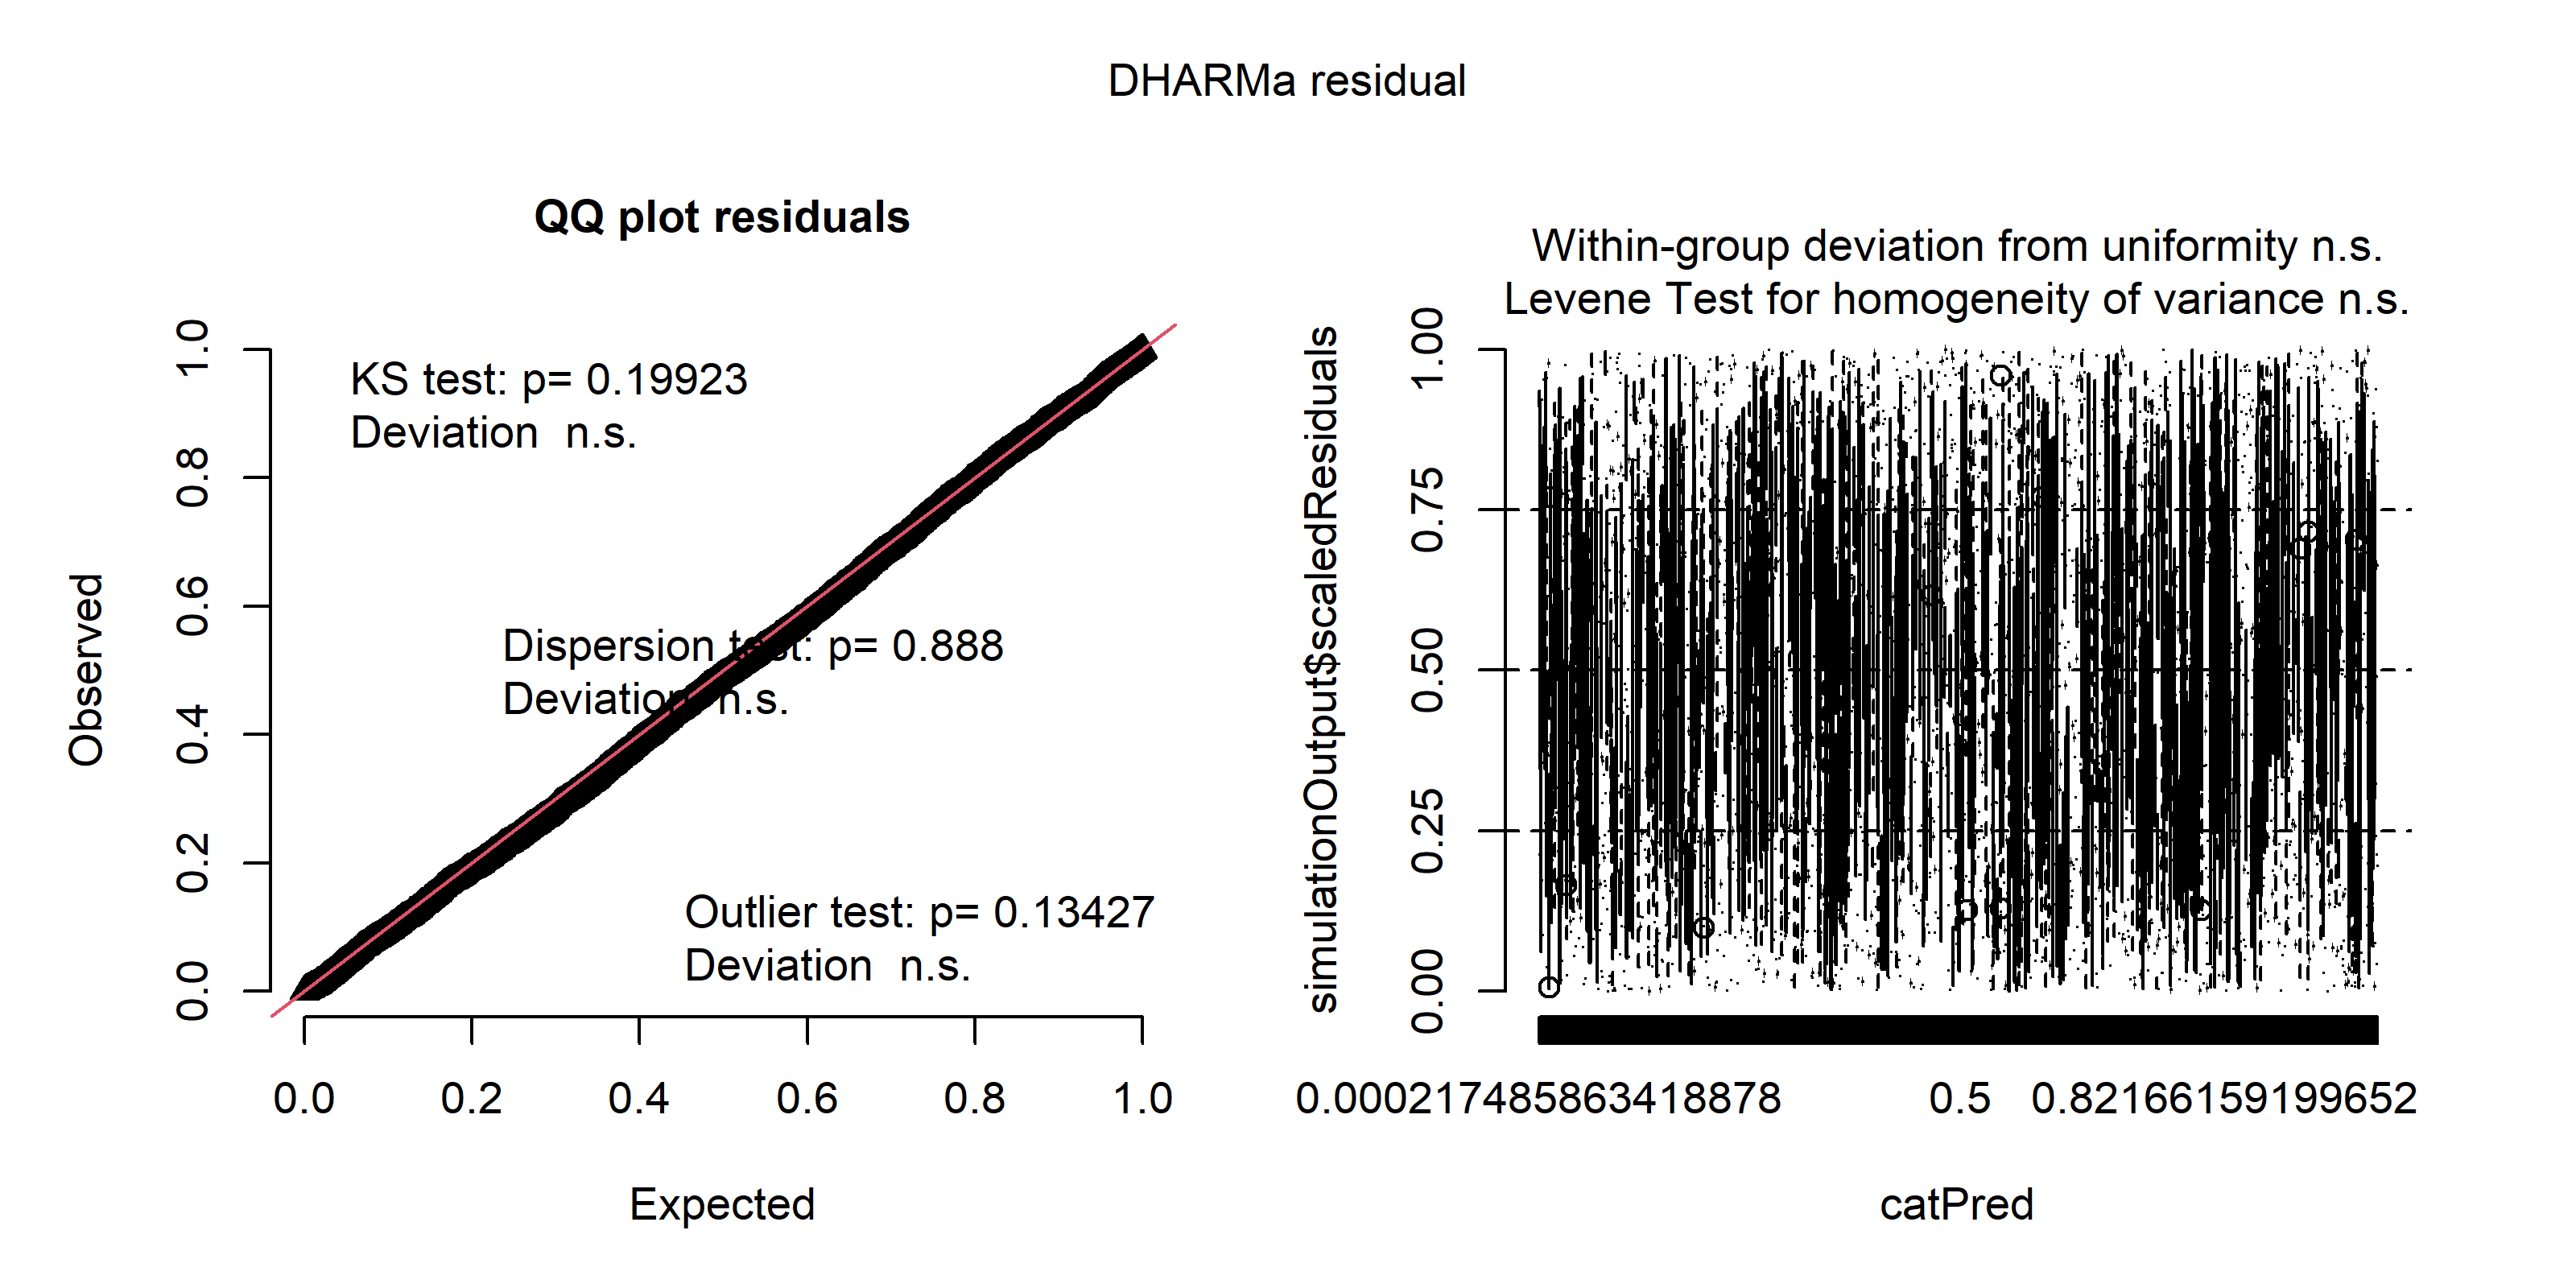 DHARMa residual
QQ plot residuals
KS test: p= 0.19923
Deviation  n.s.
Dispersion test: p= 0.888
Deviation  n.s.
Outlier test: p= 0.13427
Deviation  n.s.
Observed
0.0
0.2
0.4
0.6
0.8
1.0
0.0 0.2 0.4 0.6 0.8 1.0
Expected
Within-group deviation from uniformity n.s.
Levene Test for homogeneity of variance n.s.
simulationOutput$scaledResiduals
0.00
0.25
0.50
0.75
1.00
0.000217485863418878 0.5 0.82166159199652
catPred